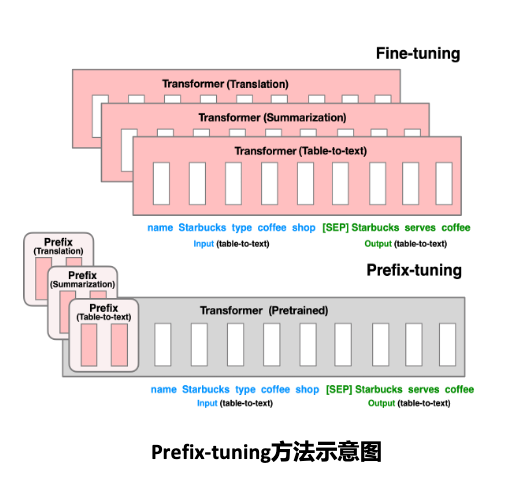 Fine-tuning
Transformer (Translation)
Transformer (Summarization)
Transformer (Table-to-text)
name Starbucks type coffee shop [SEP] Starbucks serves coffee
Input (table-to-text) Output (table-to-text)
Prefix-tuning
Prefix
(Translation)
Prefix
(Summarization)
Prefix
(Table-to-text)
Transformer (Pretrained)
name Starbucks type coffee shop [SEP] Starbucks serves coffee
Input (table-to-text) Output (table-to-text)
Prefix-tuning方法示意图